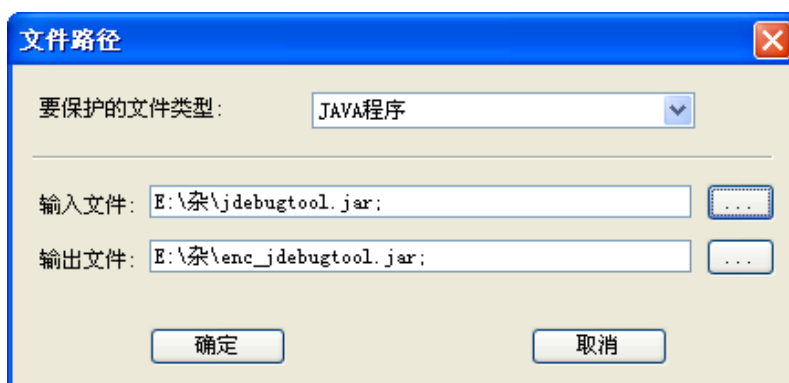 文件路径
要保护的文件类型: JAVA程序
输入文件: E:\杂\jdebugtool.jar; ...
输出文件: E:\杂\enc_jdebugtool.jar; ...
确定 取消